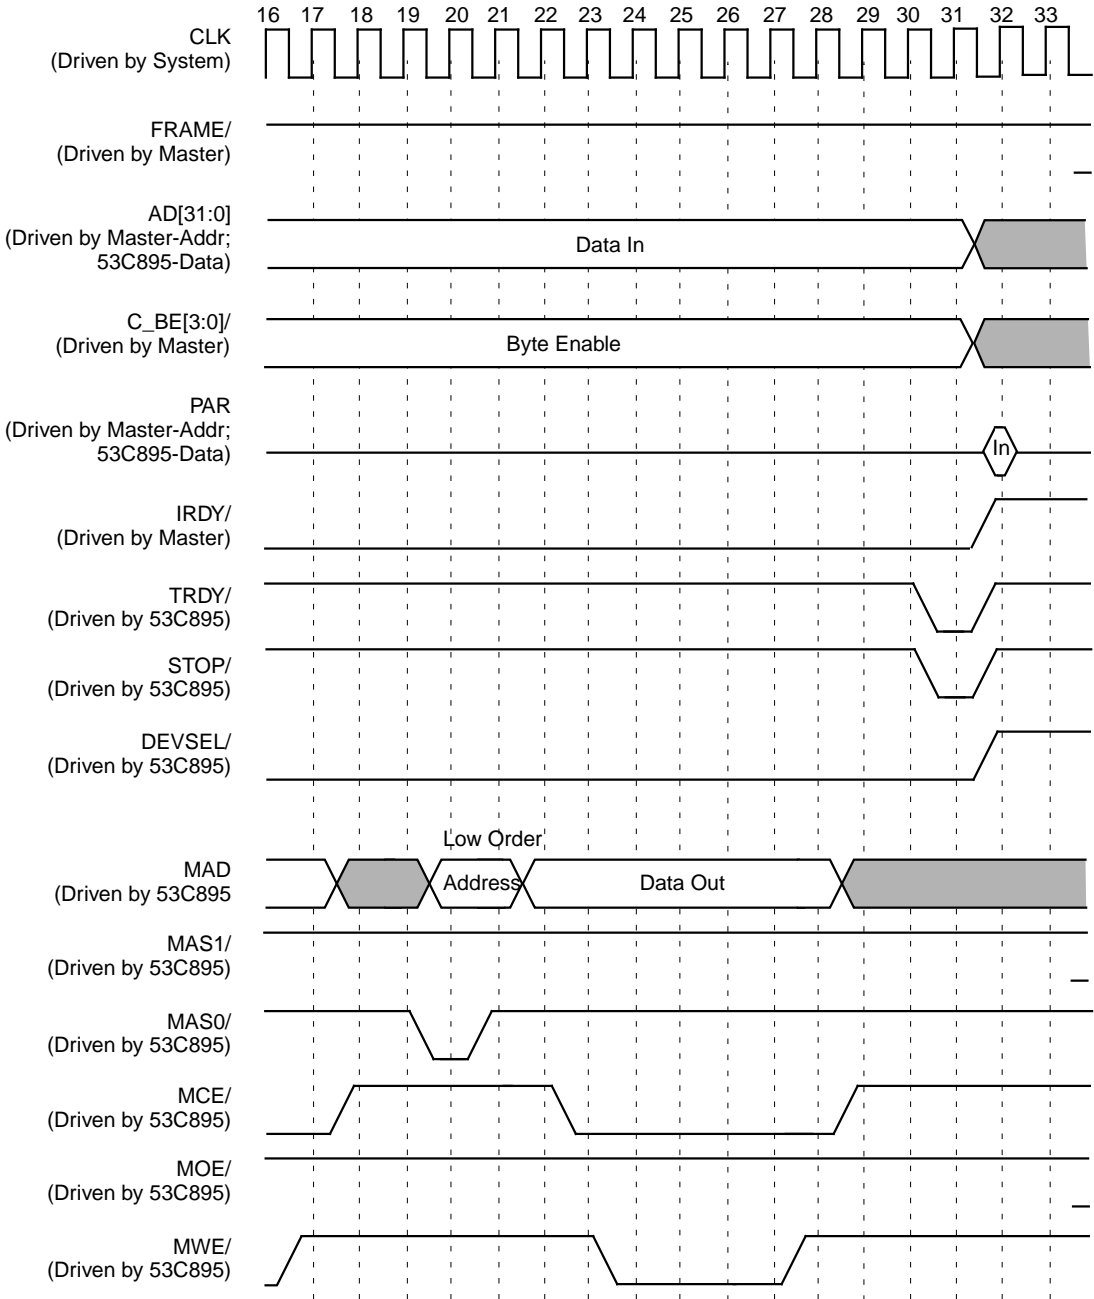 16 17 18 19 20 21 22 23 24 25 26 27 28 29 30 31 32 33
CLK
(Driven by System)
FRAME/
(Driven by Master)
AD[31:0]
(Driven by Master-Addr;
53C895-Data)
Data In
C_BE[3:0]/
(Driven by Master)
Byte Enable
PAR
(Driven by Master-Addr;
53C895-Data)
In
IRDY/
(Driven by Master)
TRDY/
(Driven by 53C895)
STOP/
(Driven by 53C895)
DEVSEL/
(Driven by 53C895)
Low Order
MAD
(Driven by 53C895
Address
Data Out
MAS1/
(Driven by 53C895)
MAS0/
(Driven by 53C895)
MCE/
(Driven by 53C895)
MOE/
(Driven by 53C895)
MWE/
(Driven by 53C895)